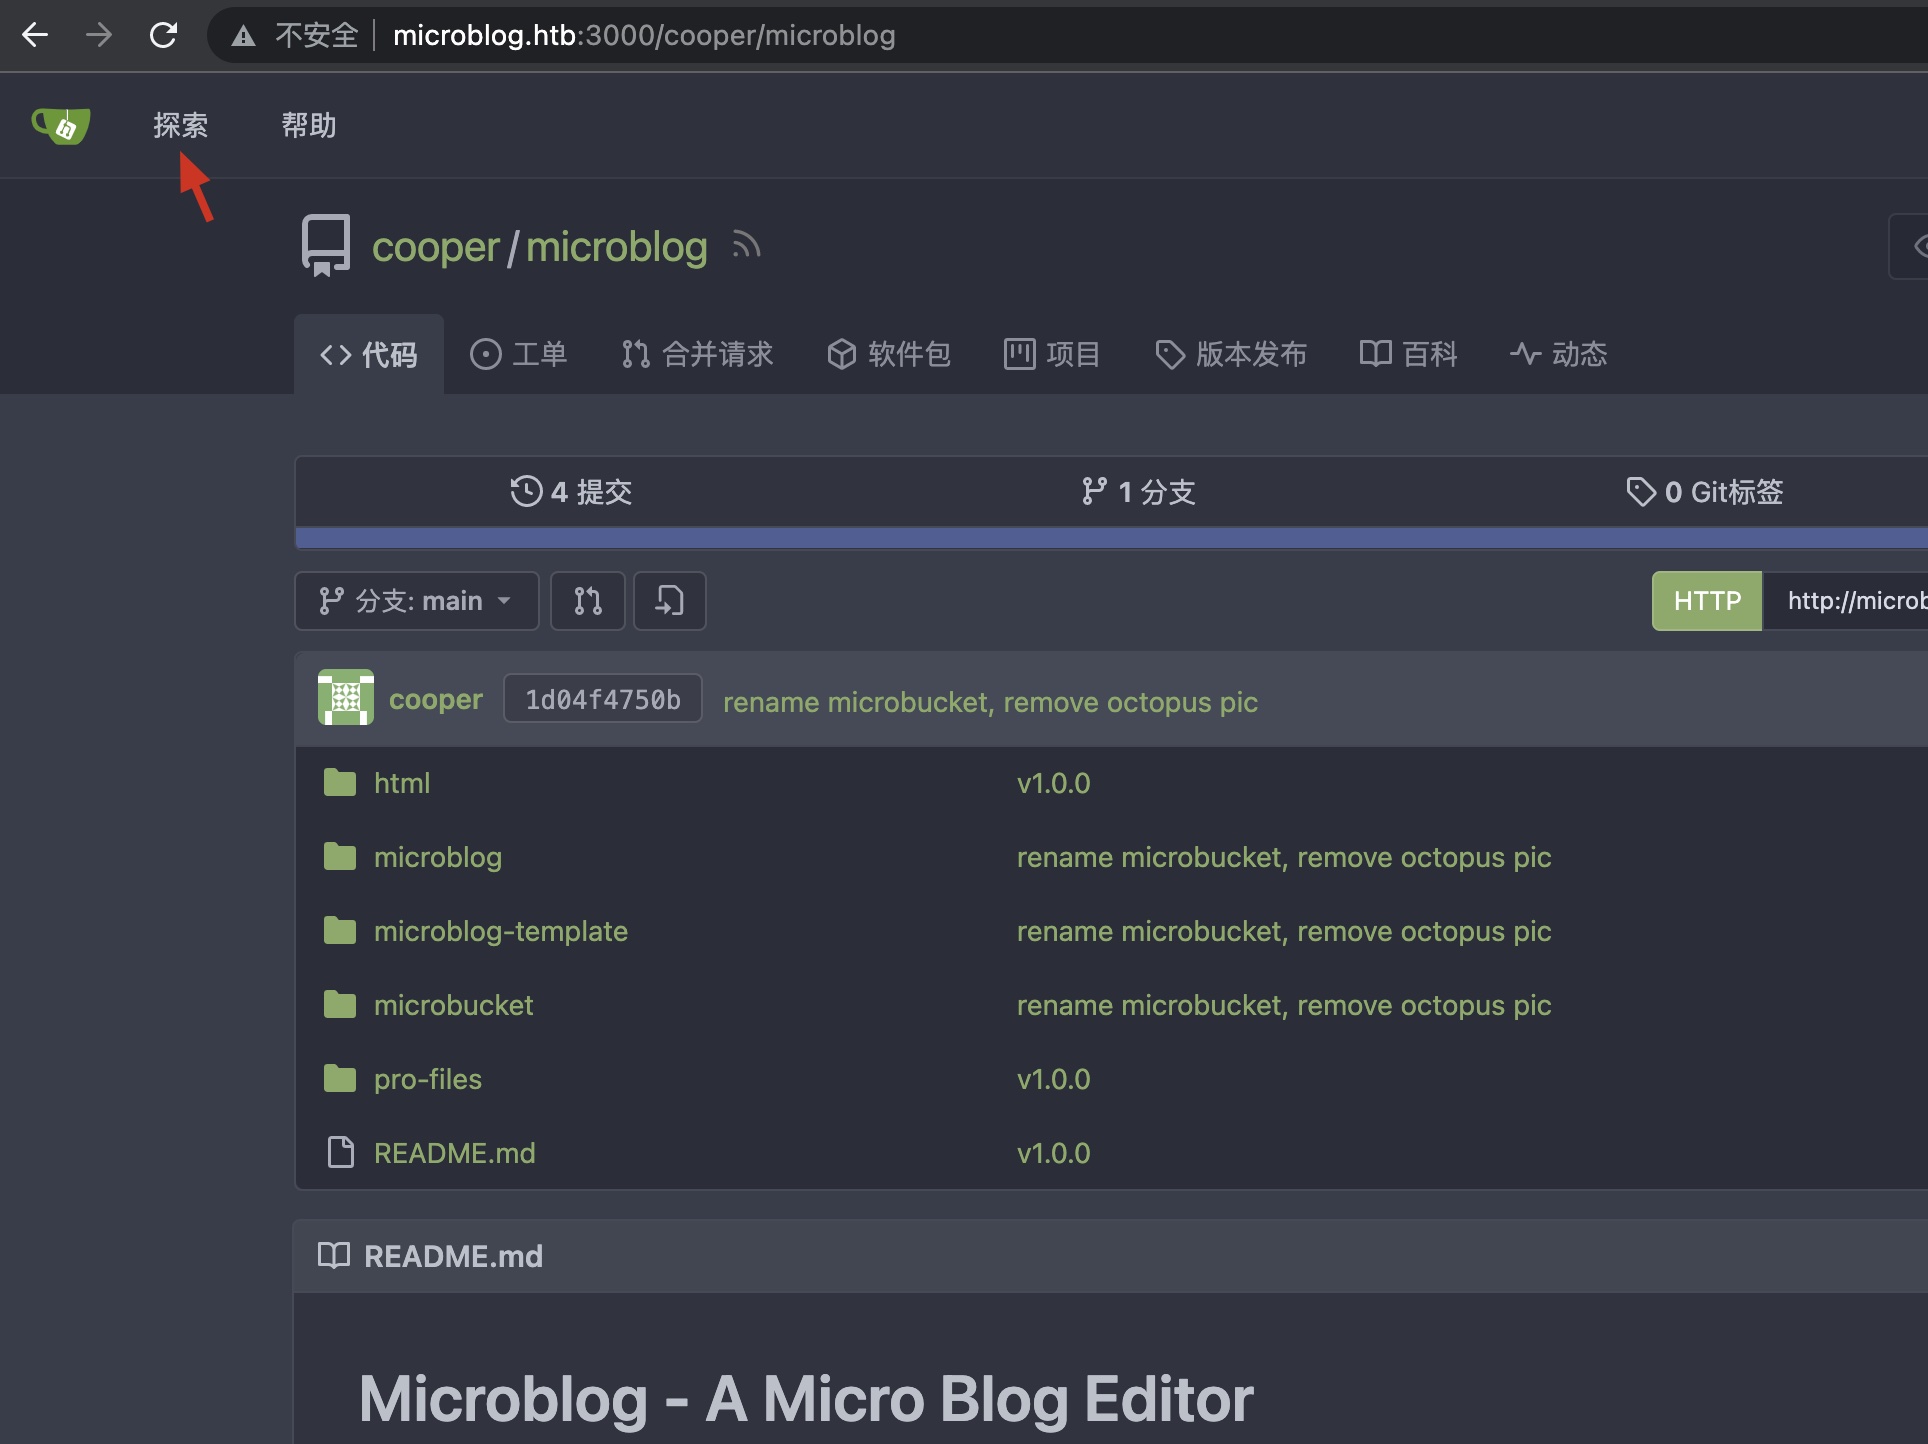 不安全 microblog.htb:3000/cooper/microblog
探索 帮助
cooper/microblog
代码 工单 合并请求 软件包 项目 版本发布 百科 动态
4 提交 1 分支 0 Git标签
分支: main HTTP http://microb
cooper 1d04f4750b rename microbucket, remove octopus pic
html v1.0.0
microblog rename microbucket, remove octopus pic
microblog-template rename microbucket, remove octopus pic
microbucket rename microbucket, remove octopus pic
pro-files v1.0.0
README.md v1.0.0
README.md
Microblog - A Micro Blog Editor